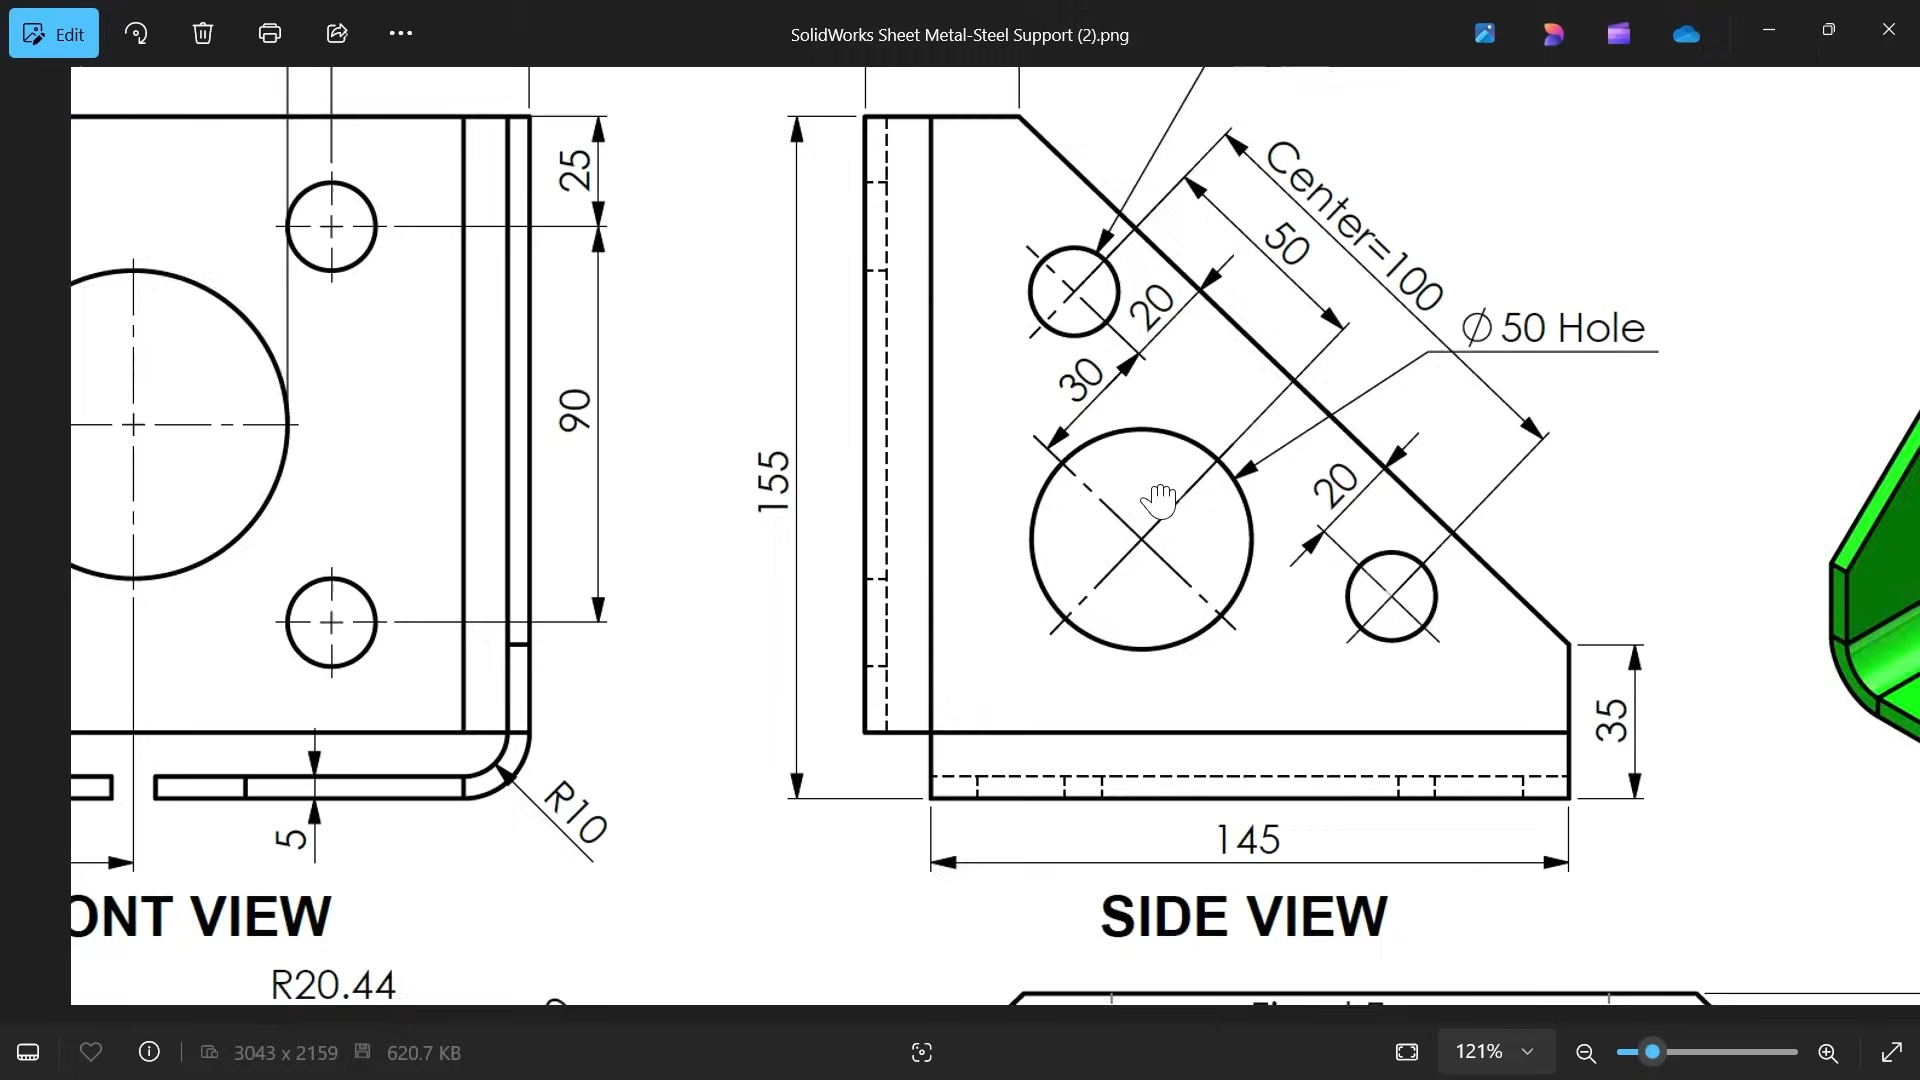 Edit
SolidWorks Sheet Metal-Steel Support (2).png
25
90
5
R10
ONT VIEW
R20.44
155
Center=100
50
20
30
∅ 50 Hole
20
35
145
SIDE VIEW
3043 x 2159
620.7 KB
121%